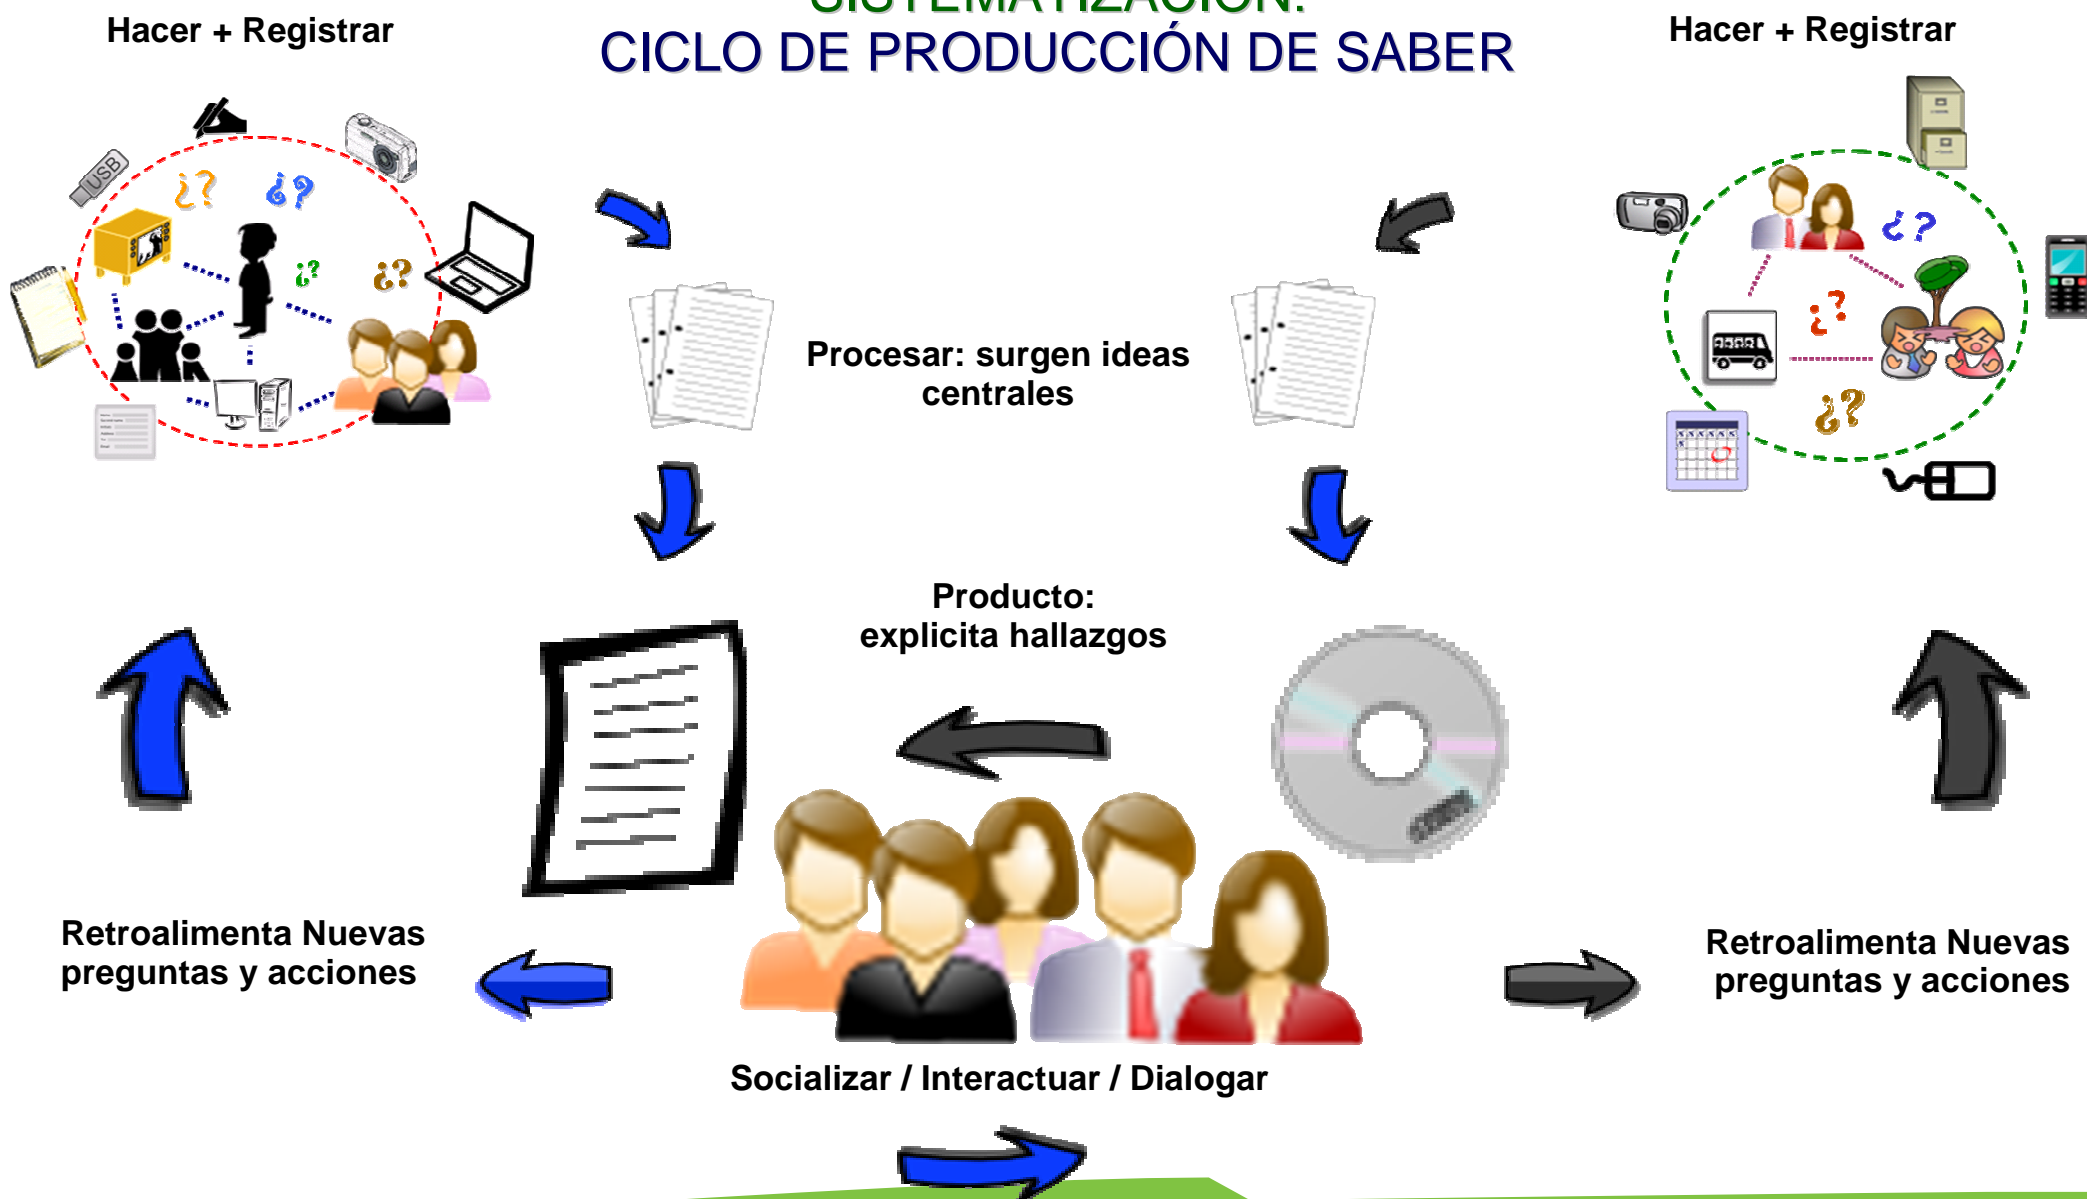 SISTEMATIZACIÓN:
CICLO DE PRODUCCIÓN DE SABER
Hacer + Registrar
Hacer + Registrar
USB
¿?
¿?
¿?
¿?
¿?
¿?
¿?
Procesar: surgen ideas
centrales
Producto:
explicita hallazgos
Retroalimenta Nuevas
preguntas y acciones
Retroalimenta Nuevas
preguntas y acciones
Socializar / Interactuar / Dialogar